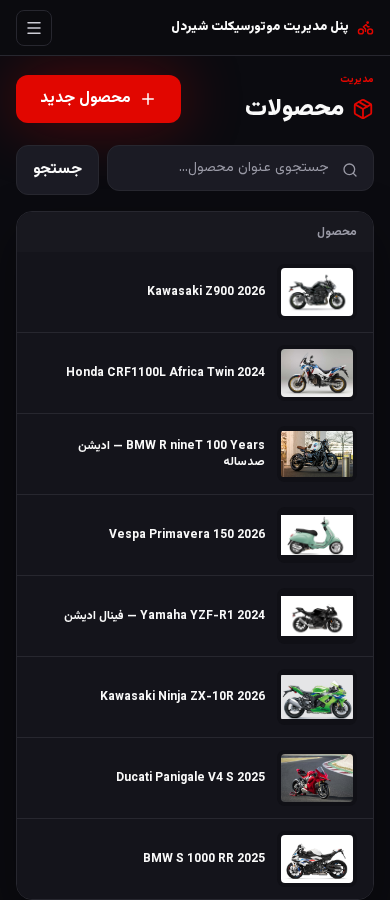 پنل مدیریت موتورسیکلت شیردل
مدیریت
محصولات
محصول جدید
جستجوی عنوان محصول...
جستجو
محصول
Kawasaki Z900 2026
Honda CRF1100L Africa Twin 2024
BMW R nineT 100 Years — ادیشن
صدساله
Vespa Primavera 150 2026
Yamaha YZF-R1 2024 — فینال ادیشن
Kawasaki Ninja ZX-10R 2026
Ducati Panigale V4 S 2025
BMW S 1000 RR 2025